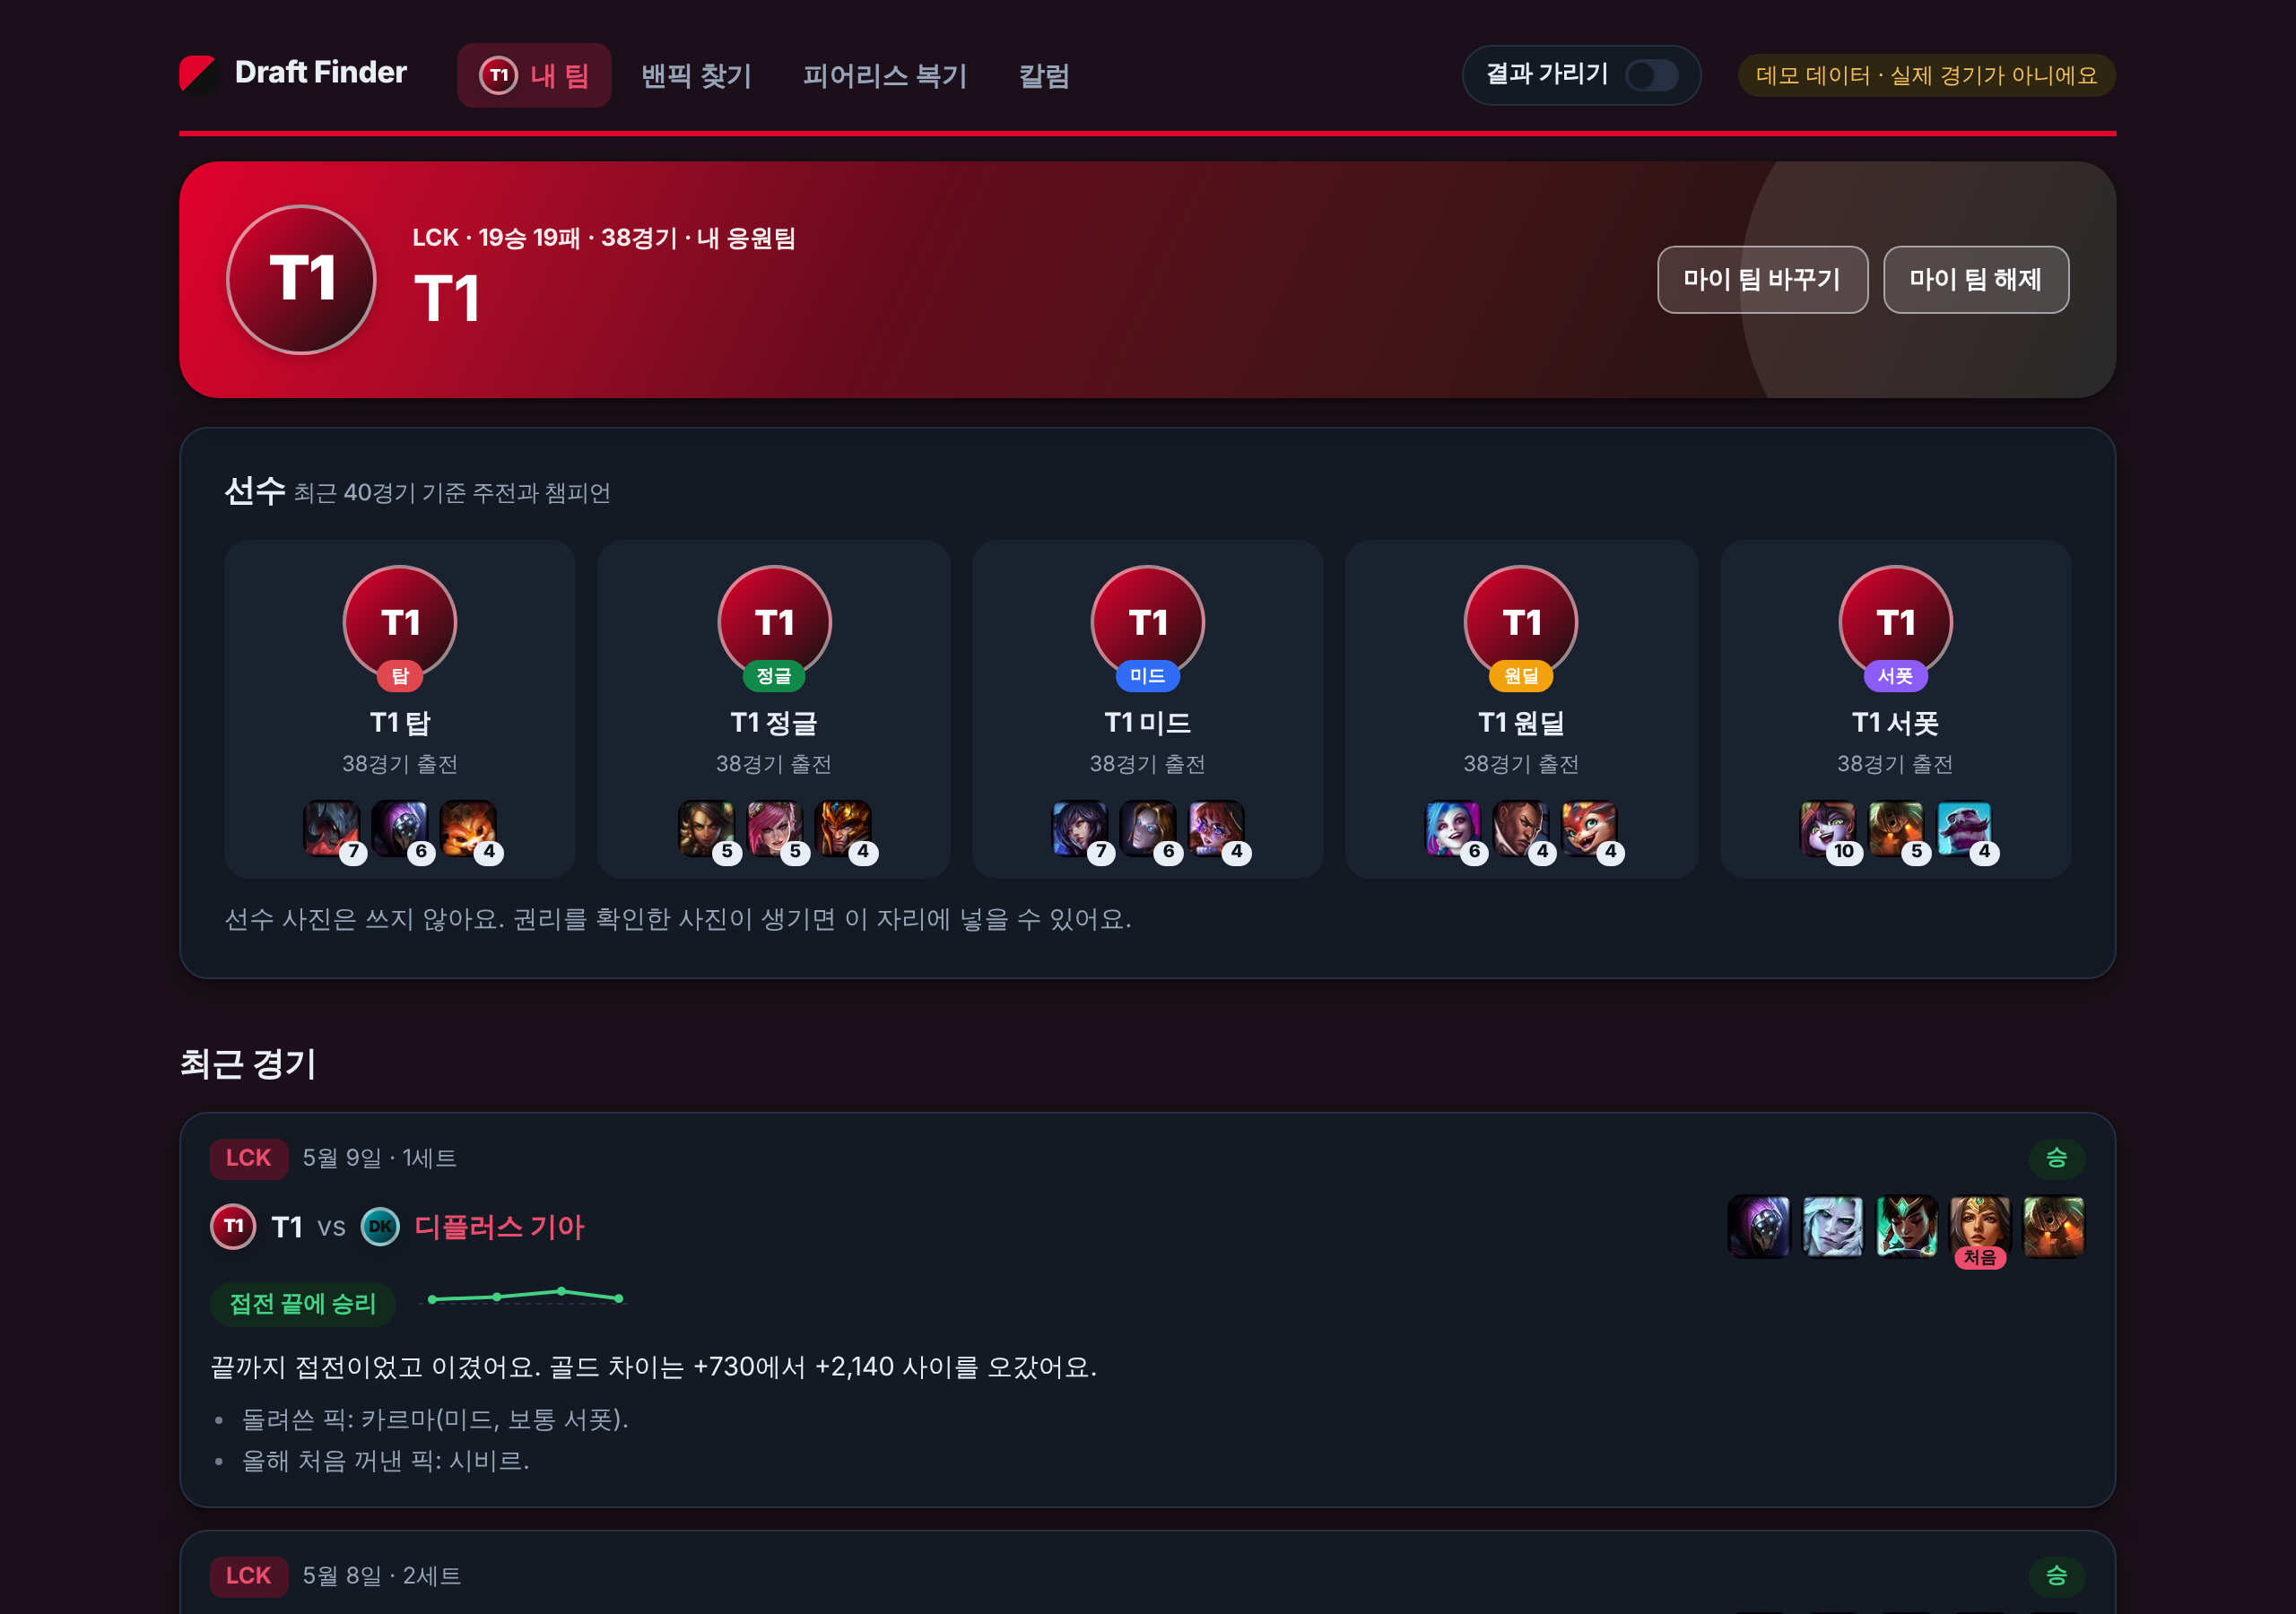 Draft Finder
T1 내 팀
밴픽 찾기
피어리스 복기
칼럼
결과 가리기
데모 데이터 · 실제 경기가 아니에요
T1
LCK · 19승 19패 · 38경기 · 내 응원팀
T1
마이 팀 바꾸기
마이 팀 해제
선수 최근 40경기 기준 주전과 챔피언
T1
탑
T1 탑
38경기 출전
7 6 4
T1
정글
T1 정글
38경기 출전
5 5 4
T1
미드
T1 미드
38경기 출전
7 6 4
T1
원딜
T1 원딜
38경기 출전
6 4 4
T1
서폿
T1 서폿
38경기 출전
10 5 4
선수 사진은 쓰지 않아요. 권리를 확인한 사진이 생기면 이 자리에 넣을 수 있어요.
최근 경기
LCK 5월 9일 · 1세트
승
T1 T1 vs DK 디플러스 기아
처음
접전 끝에 승리
끝까지 접전이었고 이겼어요. 골드 차이는 +730에서 +2,140 사이를 오갔어요.
• 돌려쓴 픽: 카르마(미드, 보통 서폿).
• 올해 처음 꺼낸 픽: 시비르.
LCK 5월 8일 · 2세트
승